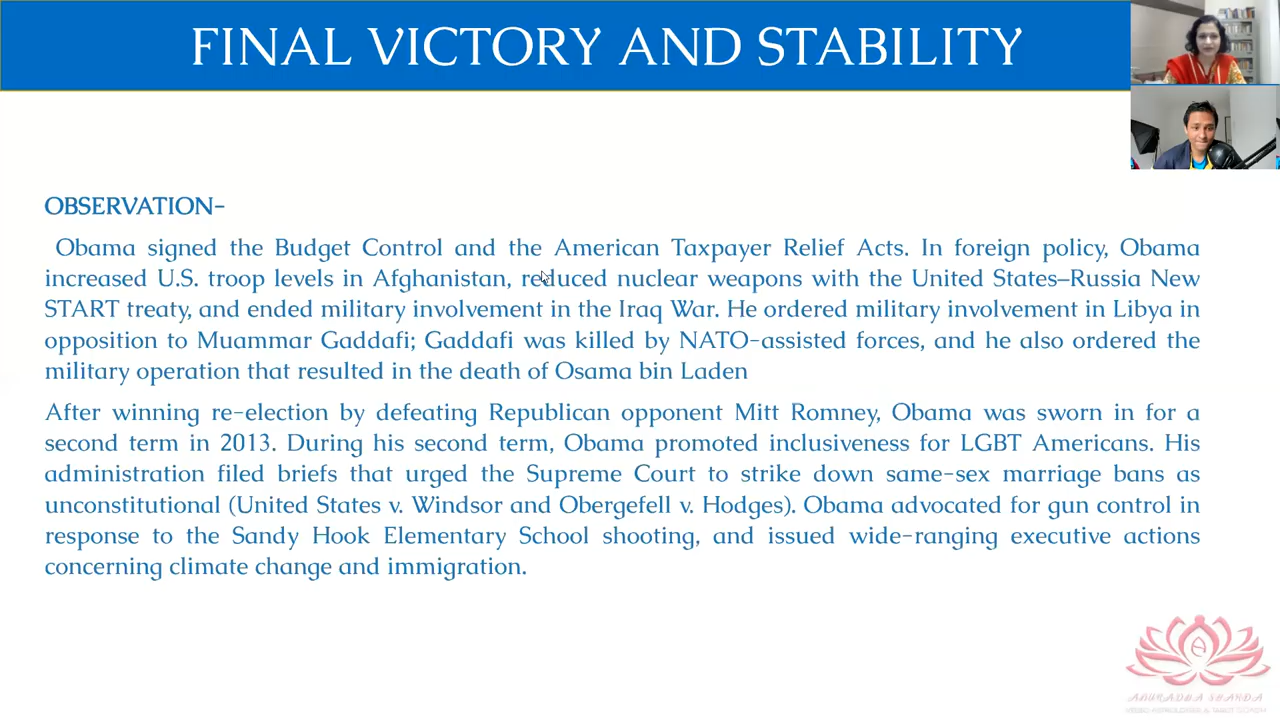 FINAL VICTORY AND STABILITY
OBSERVATION-
Obama signed the Budget Control and the American Taxpayer Relief Acts. In foreign policy, Obama
increased U.S. troop levels in Afghanistan, reduced nuclear weapons with the United States–Russia New
START treaty, and ended military involvement in the Iraq War. He ordered military involvement in Libya in
opposition to Muammar Gaddafi; Gaddafi was killed by NATO-assisted forces, and he also ordered the
military operation that resulted in the death of Osama bin Laden
After winning re-election by defeating Republican opponent Mitt Romney, Obama was sworn in for a
second term in 2013. During his second term, Obama promoted inclusiveness for LGBT Americans. His
administration filed briefs that urged the Supreme Court to strike down same-sex marriage bans as
unconstitutional (United States v. Windsor and Obergefell v. Hodges). Obama advocated for gun control in
response to the Sandy Hook Elementary School shooting, and issued wide-ranging executive actions
concerning climate change and immigration.
ANURADHA SHARDA